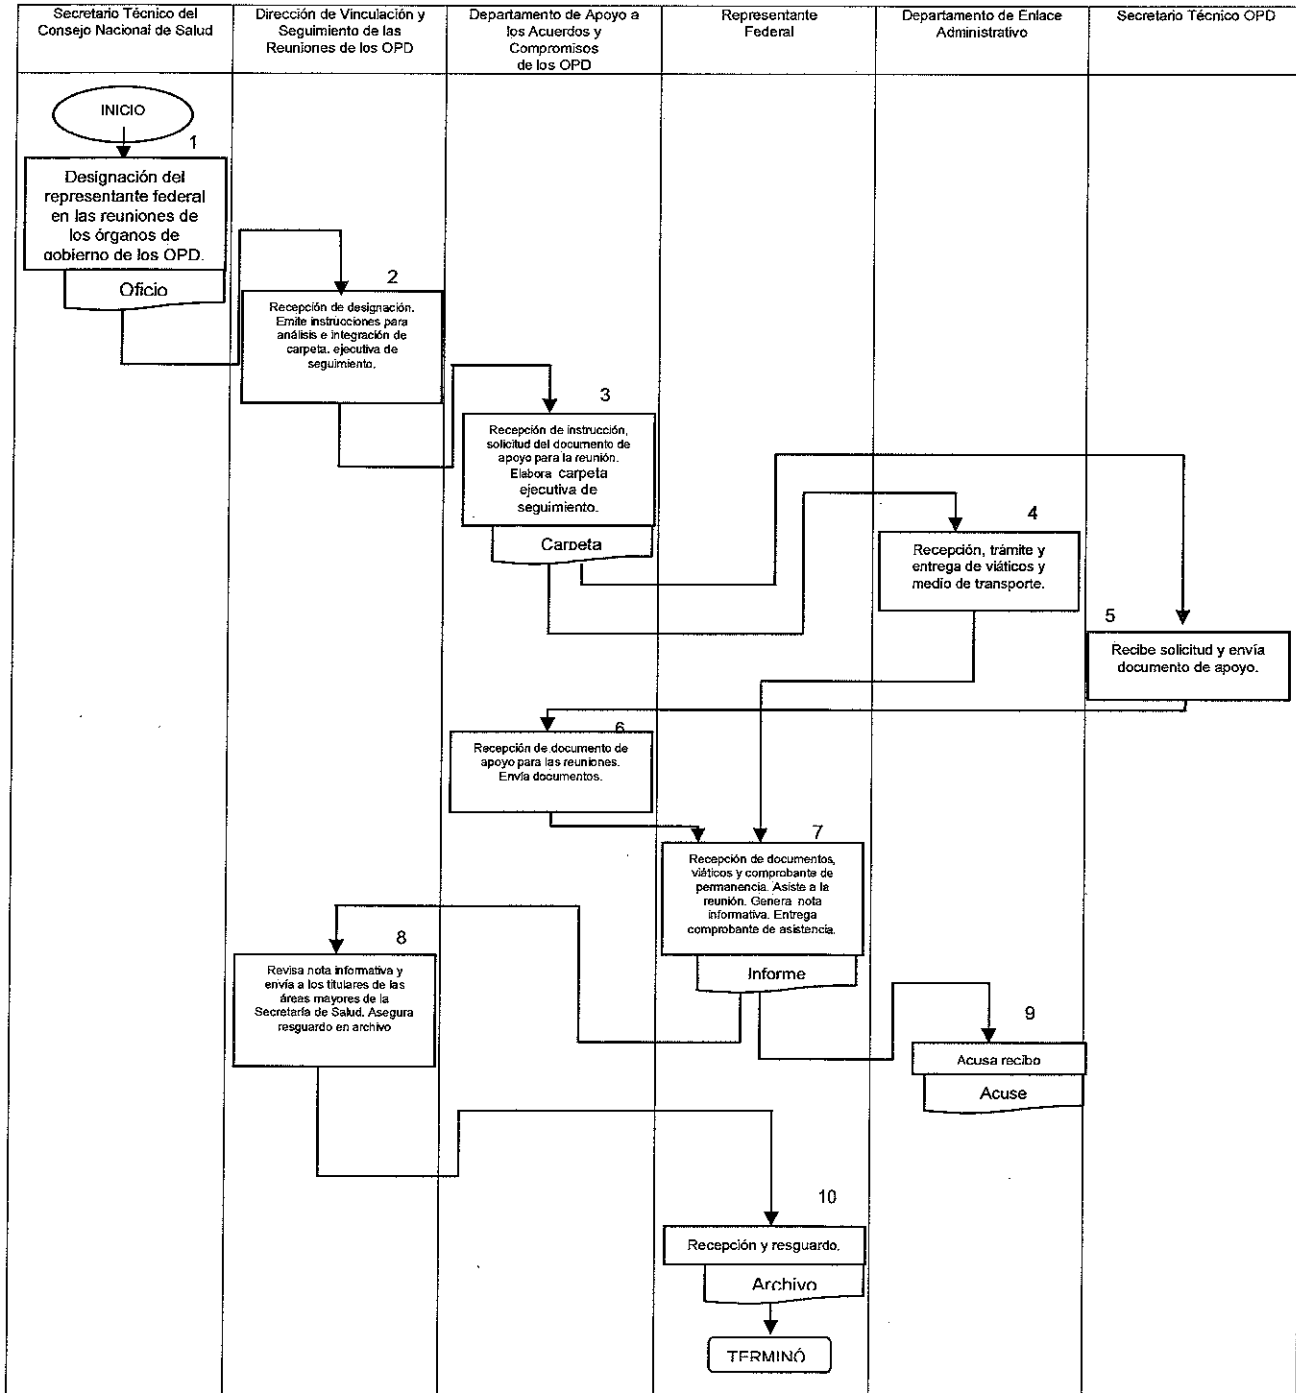 Secretario Técnico del
Consejo Nacional de Salud
Dirección de Vinculación y
Seguimiento de las
Reuniones de los OPD
Departamento de Apoyo a
los Acuerdos y
Compromisos
de los OPD
Representante
Federal
Departamento de Enlace
Administrativo
Secretario Técnico OPD
INICIO
1
Designación del
representante federal
en las reuniones de
los órganos de
gobierno de los OPD.
Oficio
2
Recepción de designación.
Emite instrucciones para
análisis e integración de
carpeta. ejecutiva de
seguimiento.
3
Recepción de instrucción,
solicitud del documento de
apoyo para la reunión.
Elabora carpeta
ejecutiva de
seguimiento.
Carpeta
4
Recepción, trámite y
entrega de viáticos y
medio de transporte.
5
Recibe solicitud y envía
documento de apoyo.
6
Recepción de documento de
apoyo para las reuniones.
Envía documentos.
7
Recepción de documentos,
viáticos y comprobante de
permanencia. Asiste a la
reunión. Genera nota
informativa. Entrega
comprobante de asistencia.
Informe
8
Revisa nota informativa y
envía a los titulares de las
áreas mayores de la
Secretaría de Salud. Asegura
resguardo en archivo
9
Acusa recibo
Acuse
10
Recepción y resguardo.
Archivo
TERMINÓ